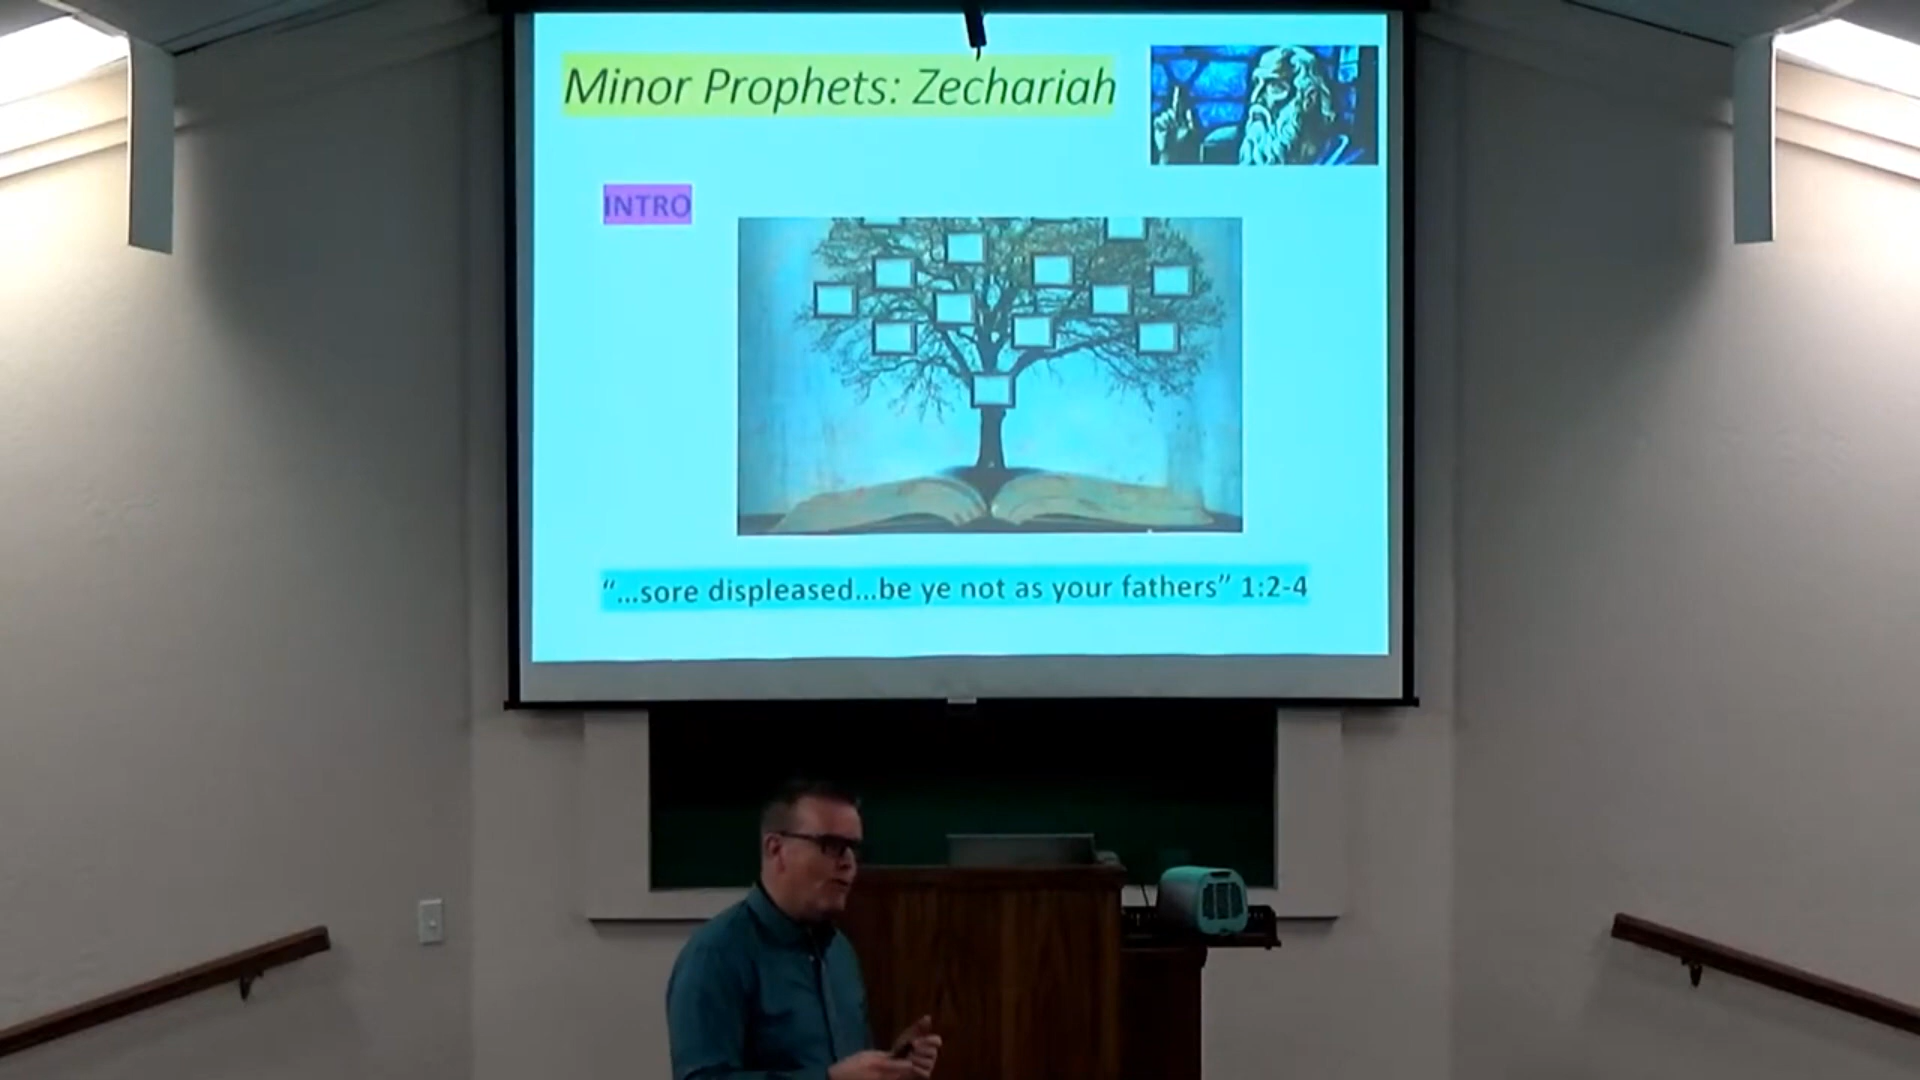 Minor Prophets: Zechariah
INTRO
“...sore displeased...be ye not as your fathers” 1:2-4